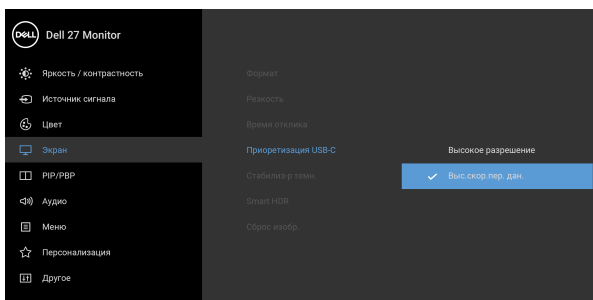 DELL Dell 27 Monitor
Яркость / контрастность
Формат
Источник сигнала
Резкость
Цвет
Время отклика
Экран
Приоретизация USB-C
Высокое разрешение
PIP/PBP
Стабилиз-р темн.
Выс.скор.пер. дан.
Аудио
Smart HDR
Меню
Сброс изобр.
Персонализация
Другое